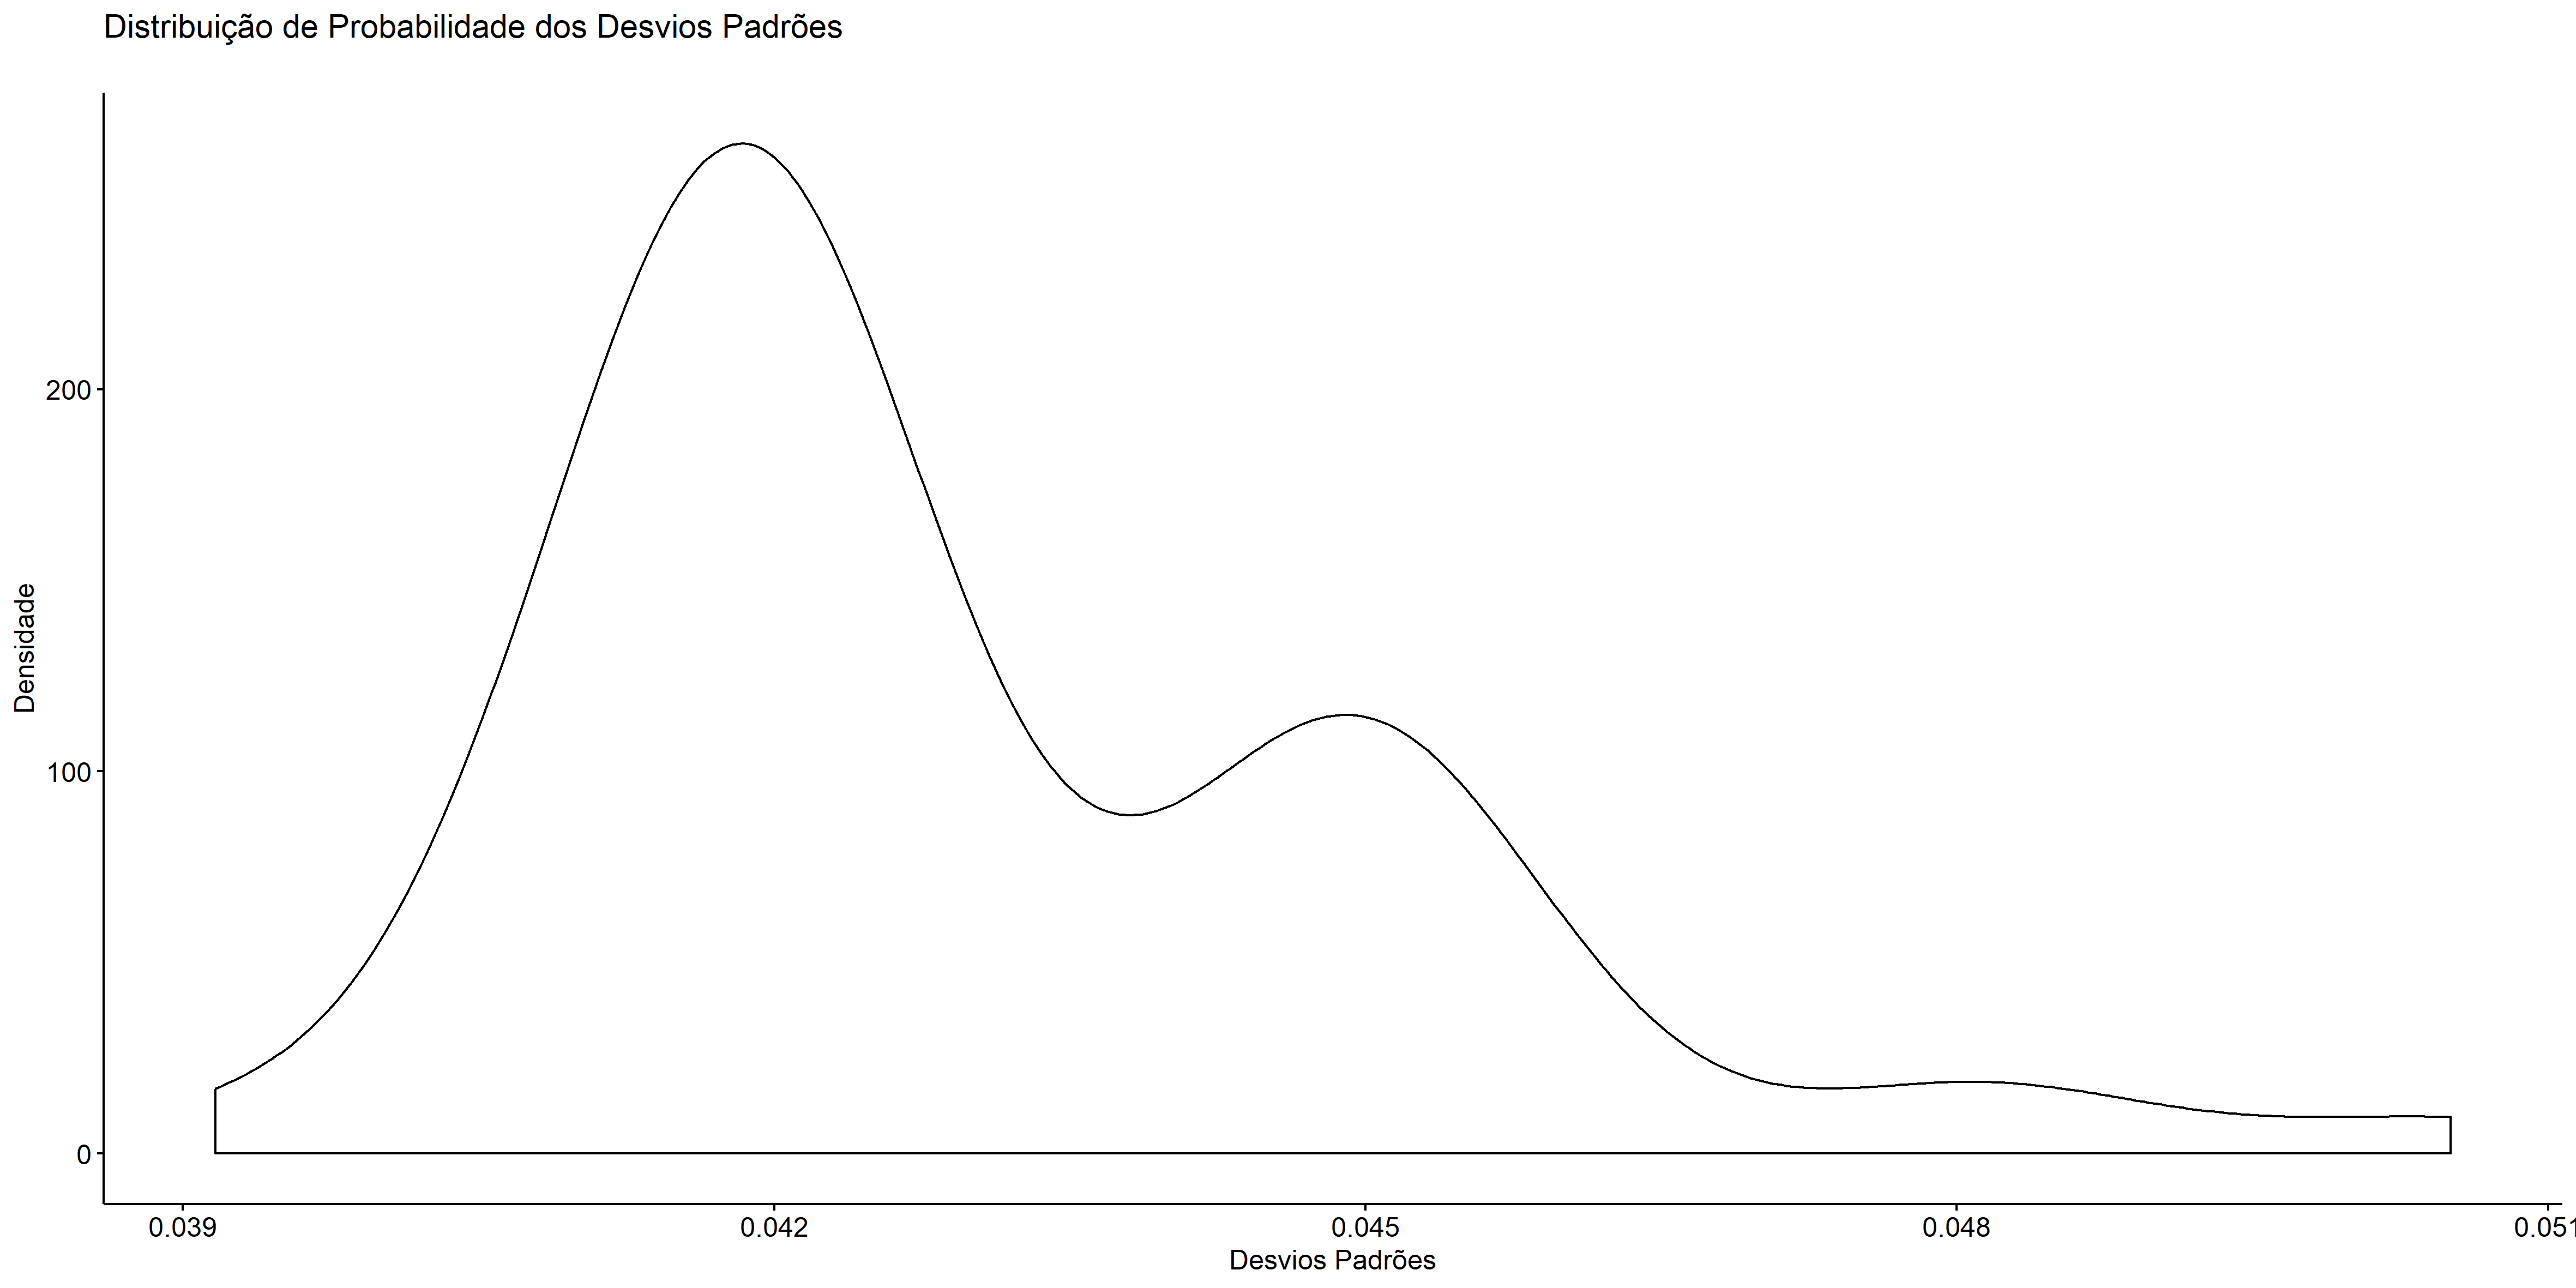 Distribuição de Probabilidade dos Desvios Padrões
Densidade
200
100
0
0.039 0.042 0.045 0.048 0.051
Desvios Padrões